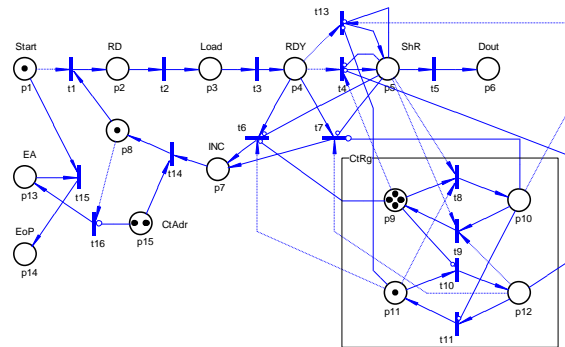 t13
Start RD Load RDY ShR Dout
p1 t1 p2 t2 p3 t3 p4 t4 p5 t5 p6
p8 t6 t7
EA INC CtRg
p13 t15 t14 p7 t8
EoP CtAdr p9 p10
p14 t16 p15 t9
t10
p11 p12
t11